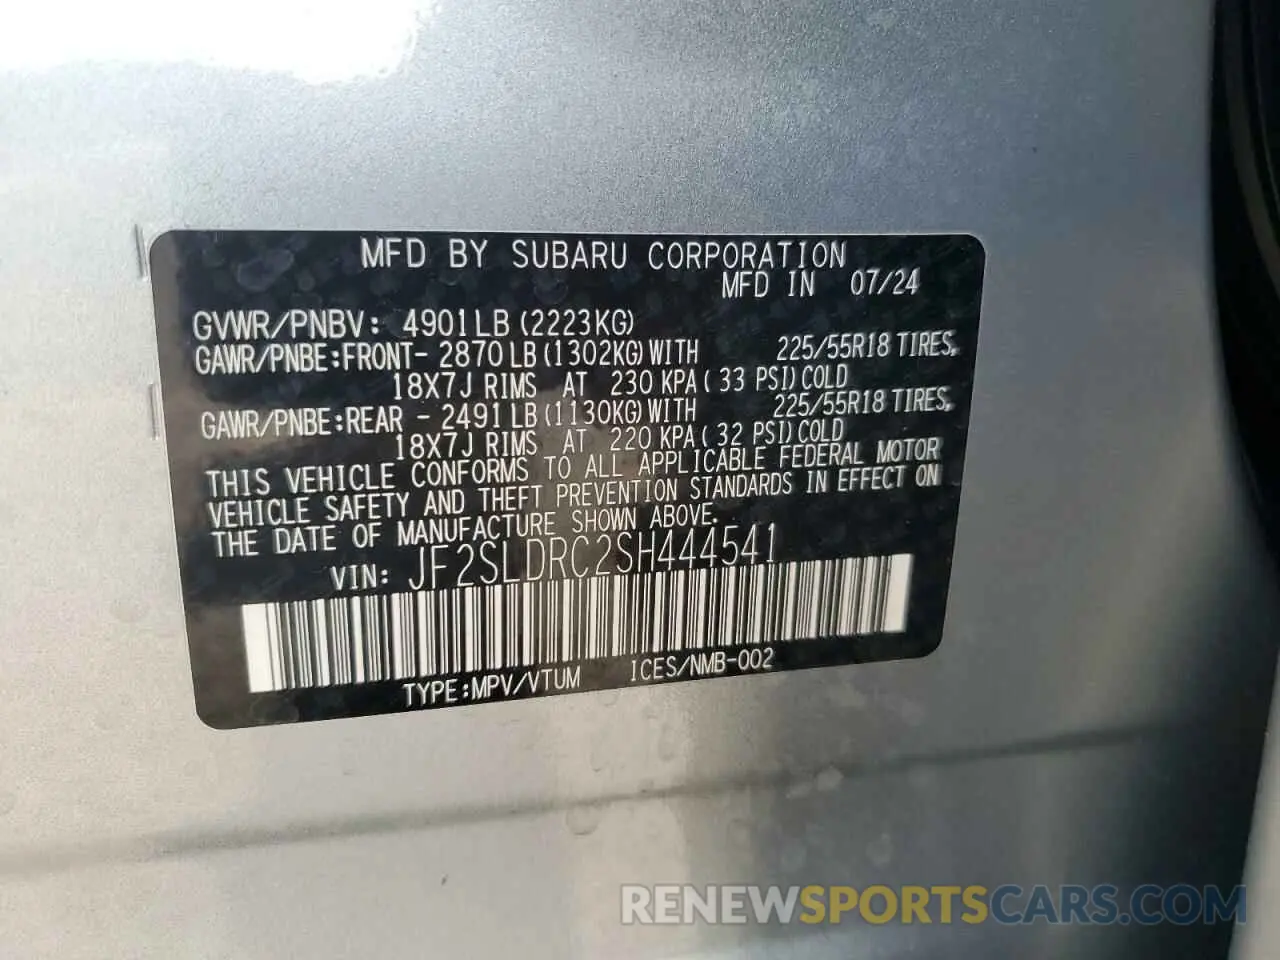 MFD BY SUBARU CORPORATION
MFD IN 07/24
GVWR/PNBV: 4901LB(2223KG)
GAWR/PNBE:FRONT- 2870LB(1302KG)WITH 225/55R18 TIRES,
18X7J RIMS AT 230 KPA( 33 PSI)COLD
GAWR/PNBE:REAR - 2491LB(1130KG)WITH 225/55R18 TIRES,
18X7J RIMS AT 220 KPA( 32 PSI)COLD
THIS VEHICLE CONFORMS TO ALL APPLICABLE FEDERAL MOTOR
VEHICLE SAFETY AND THEFT PREVENTION STANDARDS IN EFFECT ON
THE DATE OF MANUFACTURE SHOWN ABOVE.
VIN: JF2SLDRC2SH444541
TYPE:MPV/VTUM ICES/NMB-002
RENEWSPORTSCARS.COM